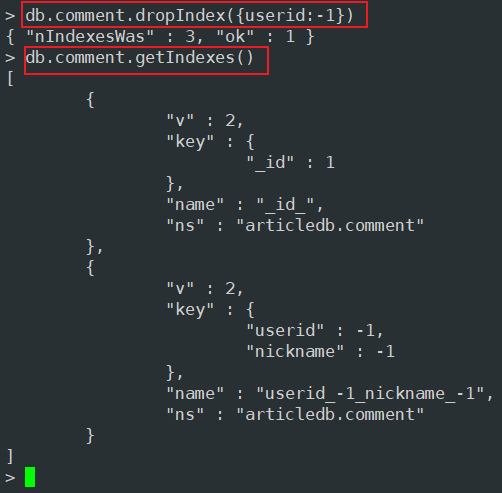 > db.comment.dropIndex({userid:-1})
{ "nIndexesWas" : 3, "ok" : 1 }
> db.comment.getIndexes()
[
        {
                "v" : 2,
                "key" : {
                        "_id" : 1
                },
                "name" : "_id_",
                "ns" : "articledb.comment"
        },
        {
                "v" : 2,
                "key" : {
                        "userid" : -1,
                        "nickname" : -1
                },
                "name" : "userid_-1_nickname_-1",
                "ns" : "articledb.comment"
        }
]
>